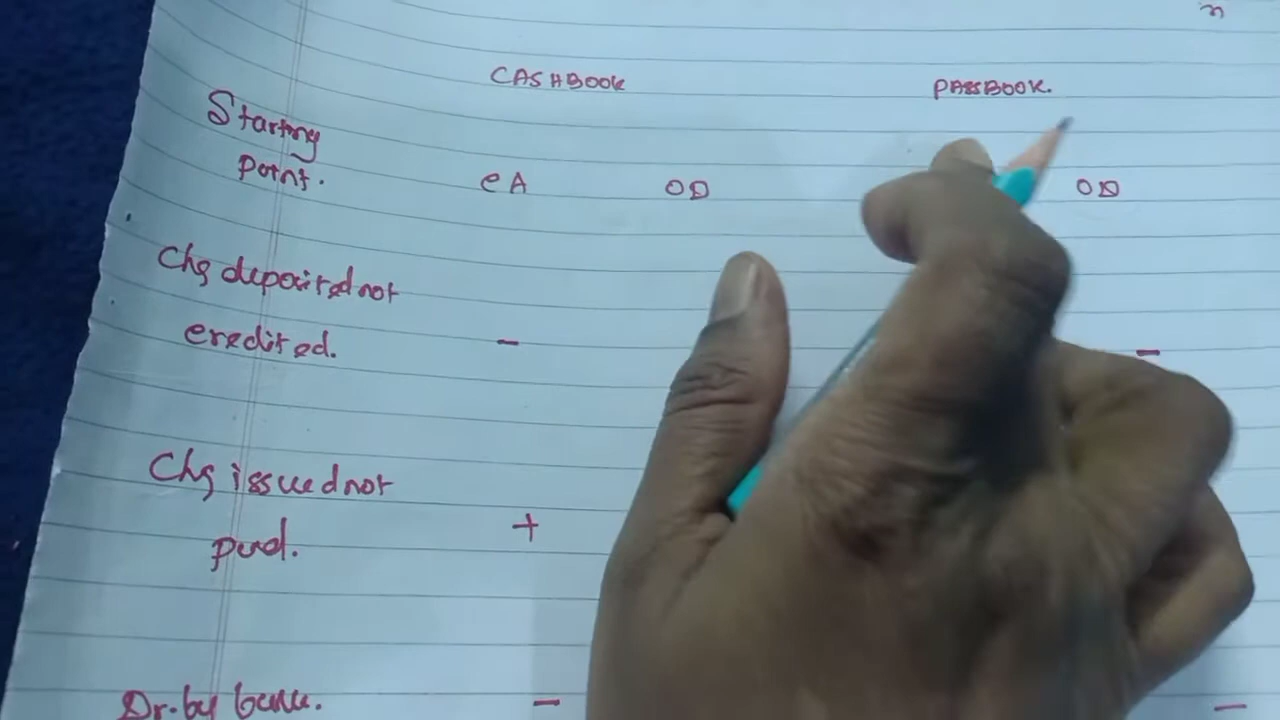 CASHBOOK PASSBOOK.
Starting
point.
CA OD OD
Chq deposited not
credited.
- -
Chq issued not
paid.
+
Dr. by bank.
- -